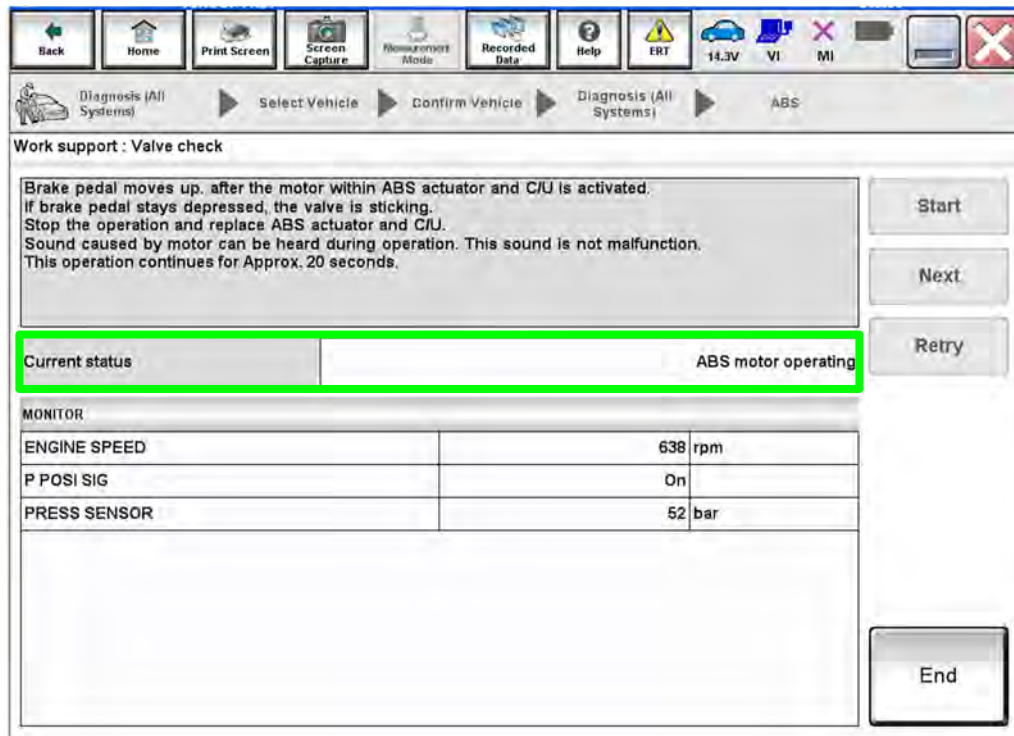 Back
Home
Print Screen
Screen Capture
Measurement Mode
Recorded Data
Help
ERT
14.3V
VI
MI
Diagnosis (All Systems)
Select Vehicle
Confirm Vehicle
Diagnosis (All Systems)
ABS
Work support : Valve check
Brake pedal moves up. after the motor within ABS actuator and C/U is activated.
If brake pedal stays depressed, the valve is sticking.
Stop the operation and replace ABS actuator and C/U.
Sound caused by motor can be heard during operation. This sound is not malfunction.
This operation continues for Approx. 20 seconds.
Start
Next
Retry
Current status ABS motor operating
MONITOR
ENGINE SPEED 638 rpm
P POSI SIG On
PRESS SENSOR 52 bar
End